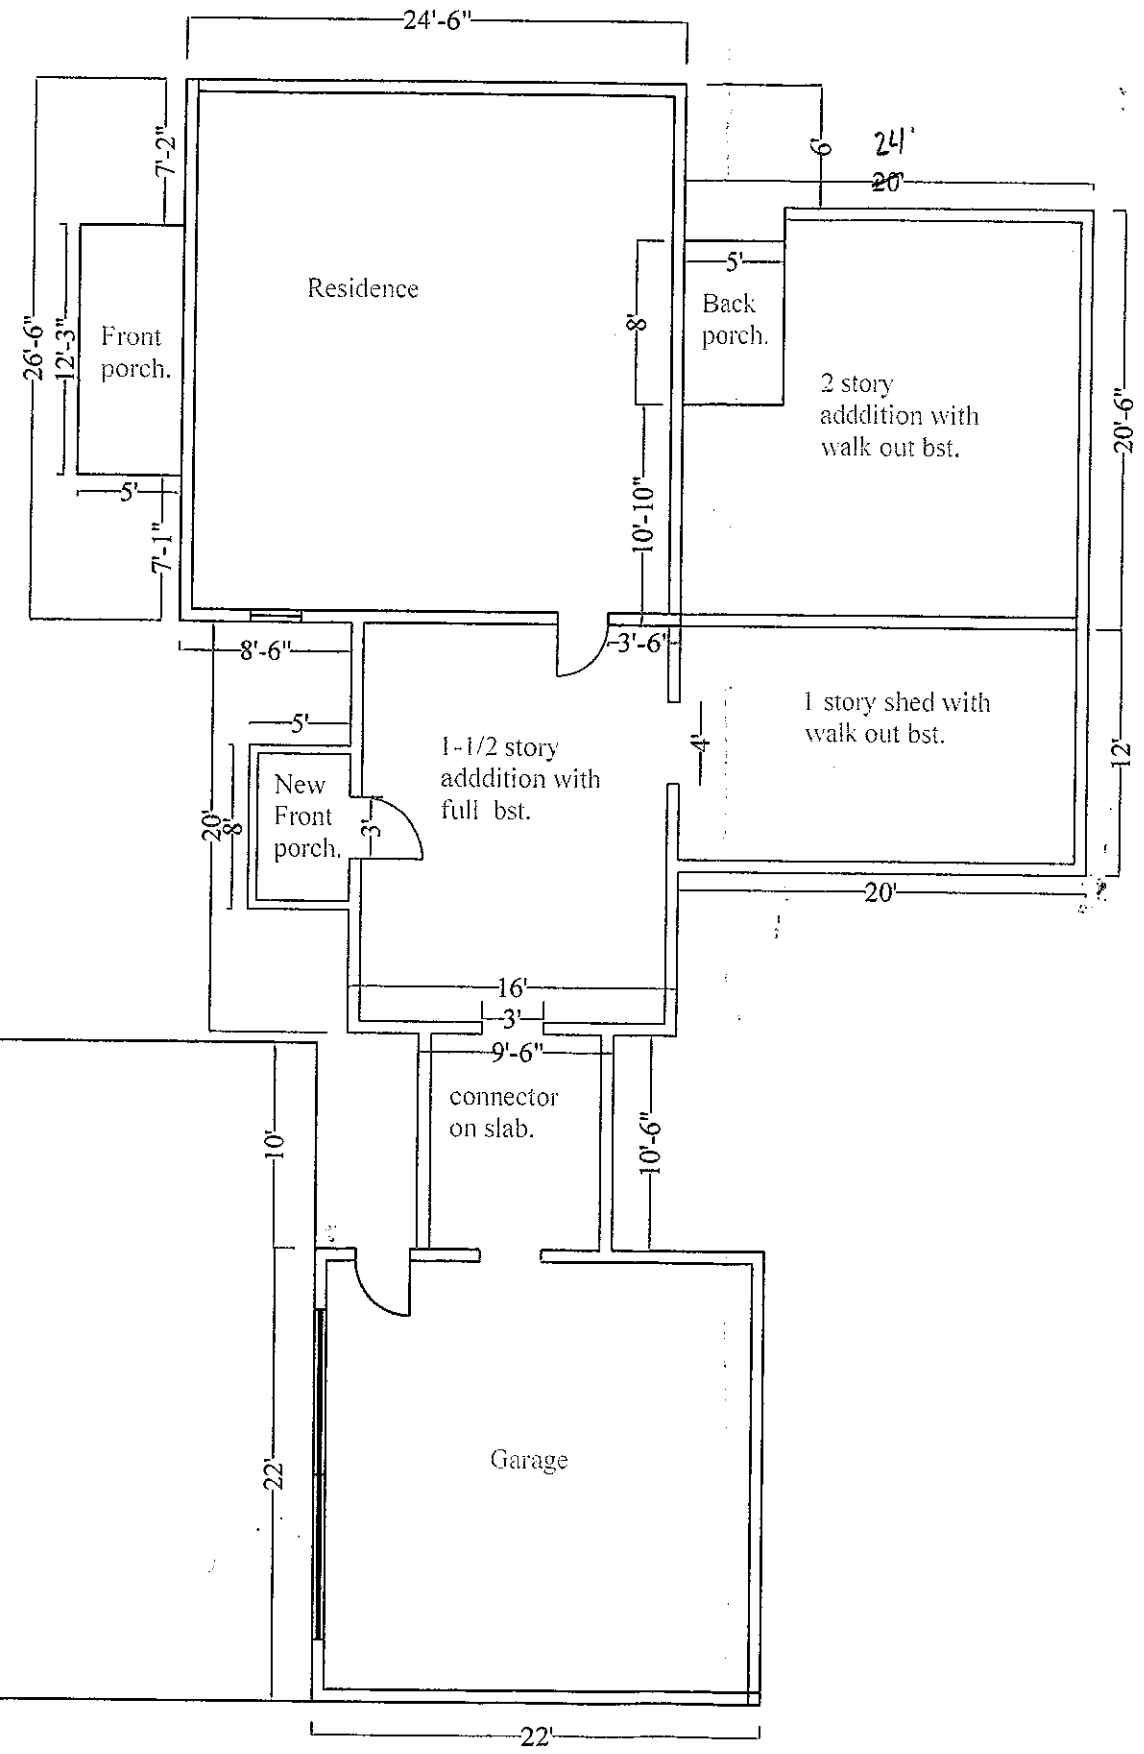 24'-6"
7'-2"
6'
24'
20'
26'-6"
12'-3"
Front
porch.
Residence
5'
8'
Back
porch.
2 story
adddition with
walk out bst.
20'-6"
5'
7'-1"
10'-10"
8'-6"
3'-6'
5'
1-1/2 story
adddition with
full bst.
4'
1 story shed with
walk out bst.
12'
20'
8'
New
Front
porch.
3'
20'
16'
3'
9'-6"
connector
on slab.
10'
10'-6"
Garage
22'
22'